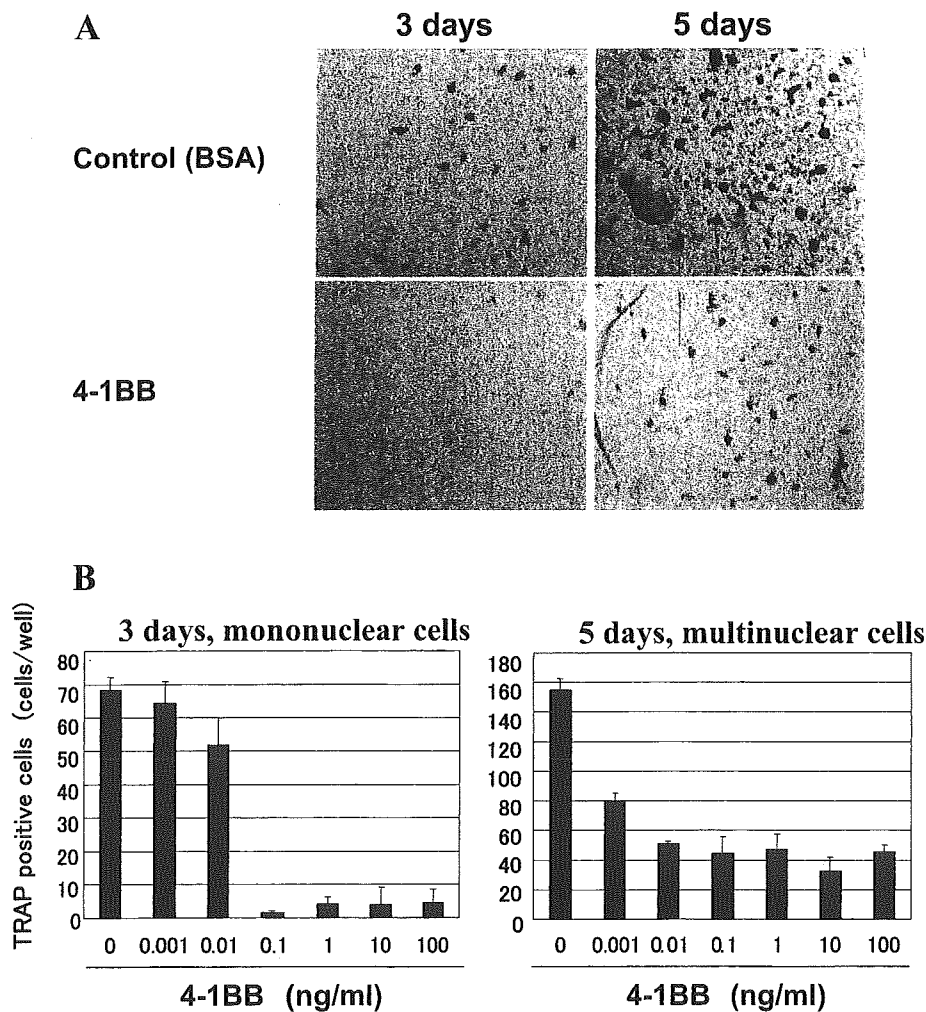 A
3 days
5 days
Control (BSA)
4-1BB
B
TRAP positive cells (cells/well)
3 days, mononuclear cells
80
70
60
50
40
30
20
10
0
0 0.001 0.01 0.1 1 10 100
4-1BB (ng/ml)
5 days, multinuclear cells
180
160
140
120
100
80
60
40
20
0
0 0.001 0.01 0.1 1 10 100
4-1BB (ng/ml)